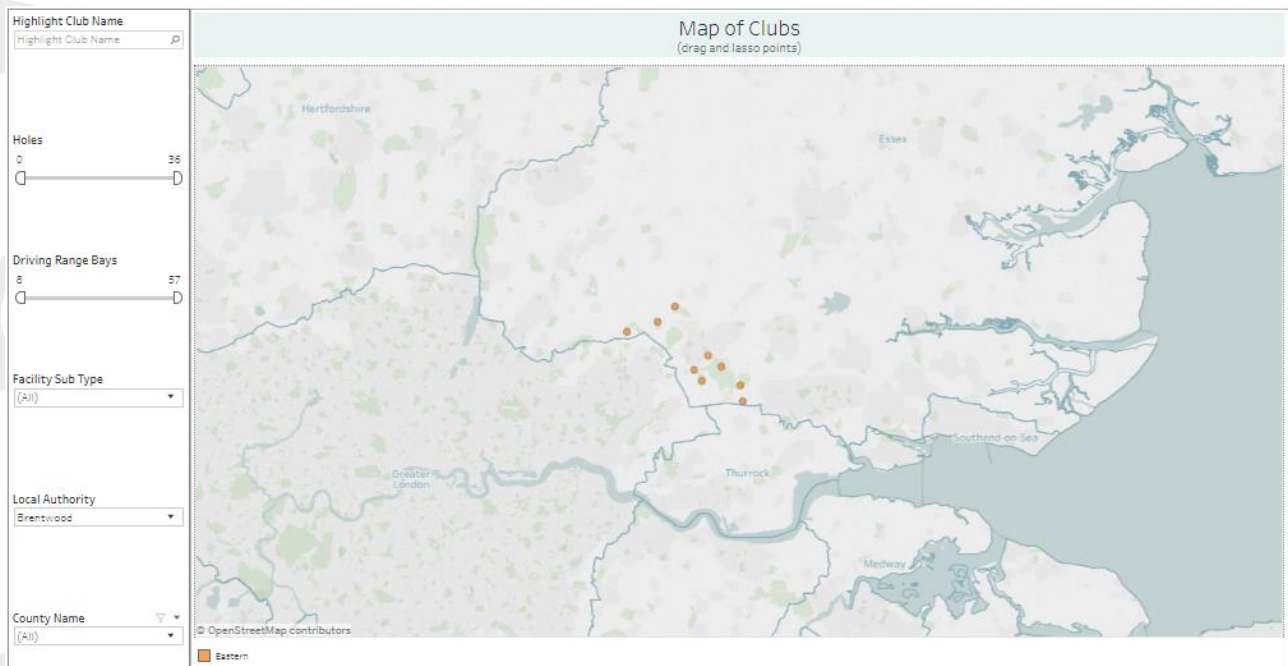 Highlight Club Name
Highlight Club Name
Holes
0 36
Driving Range Bays
8 57
Facility Sub Type
(All)
Local Authority
Brentwood
County Name
(All)
Map of Clubs
(drag and lasso points)
Hertfordshire
Essex
Southend-on-Sea
Greater
London
Thurrock
Medway
© OpenStreetMap contributors
Eastern